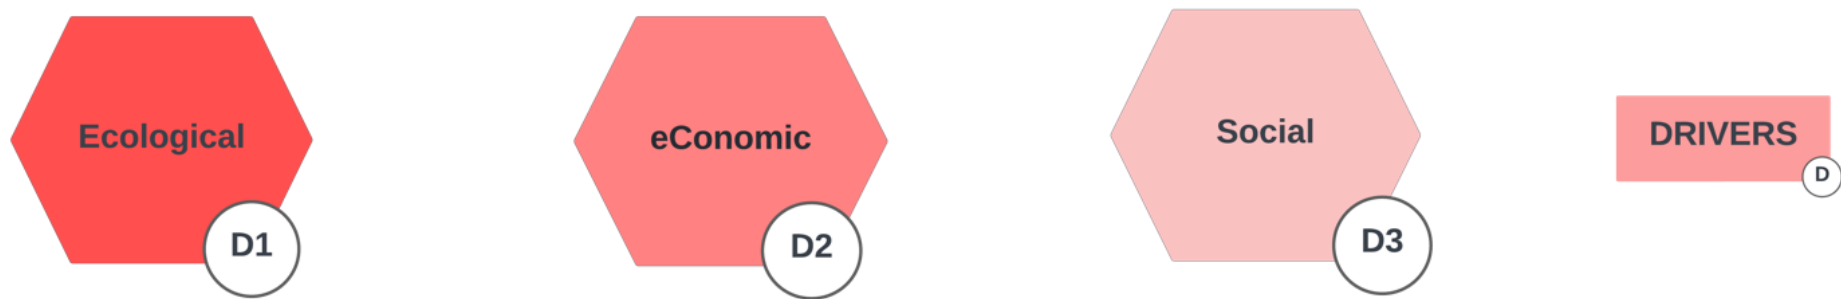 Ecological
D1
eConomic
D2
Social
D3
DRIVERS
D